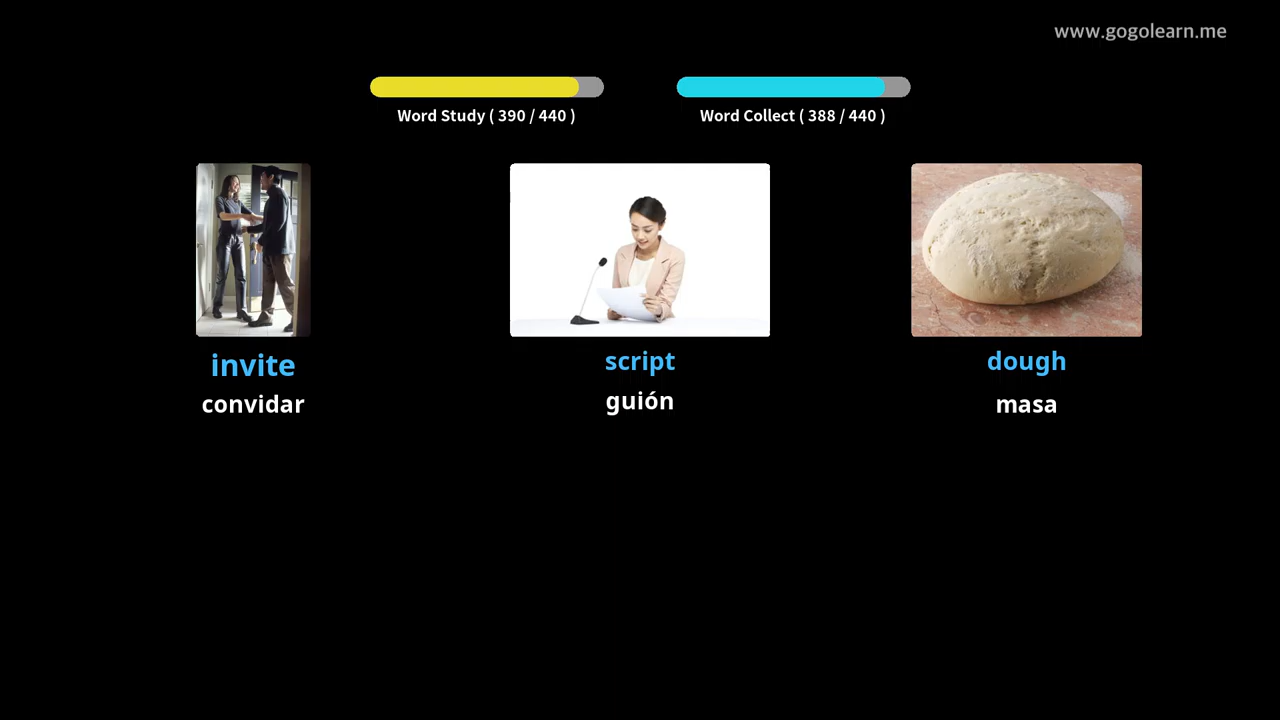 www.gogolearn.me
Word Study ( 390 / 440 )
Word Collect ( 388 / 440 )
invite
convidar
script
guión
dough
masa